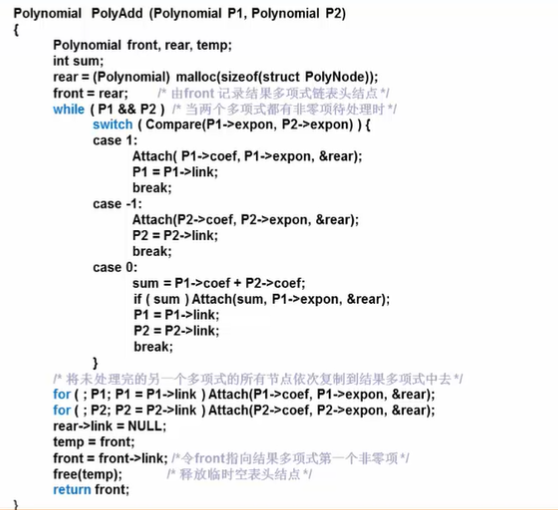 Polynomial PolyAdd (Polynomial P1, Polynomial P2)
{
Polynomial front, rear, temp;
int sum;
rear = (Polynomial) malloc(sizeof(struct PolyNode));
front = rear; /* 由front 记录结果多项式链表头结点 */
while ( P1 && P2 ) /* 当两个多项式都有非零项待处理时 */
switch ( Compare(P1->expon, P2->expon) ) {
case 1:
Attach( P1->coef, P1->expon, &rear);
P1 = P1->link;
break;
case -1:
Attach(P2->coef, P2->expon, &rear);
P2 = P2->link;
break;
case 0:
sum = P1->coef + P2->coef;
if ( sum ) Attach(sum, P1->expon, &rear);
P1 = P1->link;
P2 = P2->link;
break;
}
/* 将未处理完的另一个多项式的所有节点依次复制到结果多项式中去 */
for ( ; P1; P1 = P1->link ) Attach(P1->coef, P1->expon, &rear);
for ( ; P2; P2 = P2->link ) Attach(P2->coef, P2->expon, &rear);
rear->link = NULL;
temp = front;
front = front->link; /*令front指向结果多项式第一个非零项 */
free(temp); /* 释放临时空表头结点 */
return front;
}